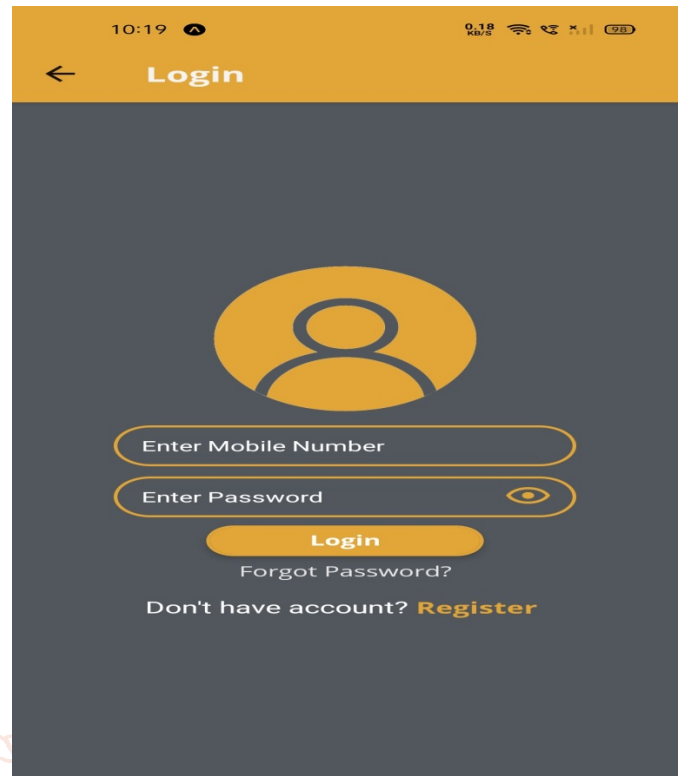 10:19 0.18 KB/S 98
Login
Enter Mobile Number
Enter Password
Login
Forgot Password?
Don't have account? Register